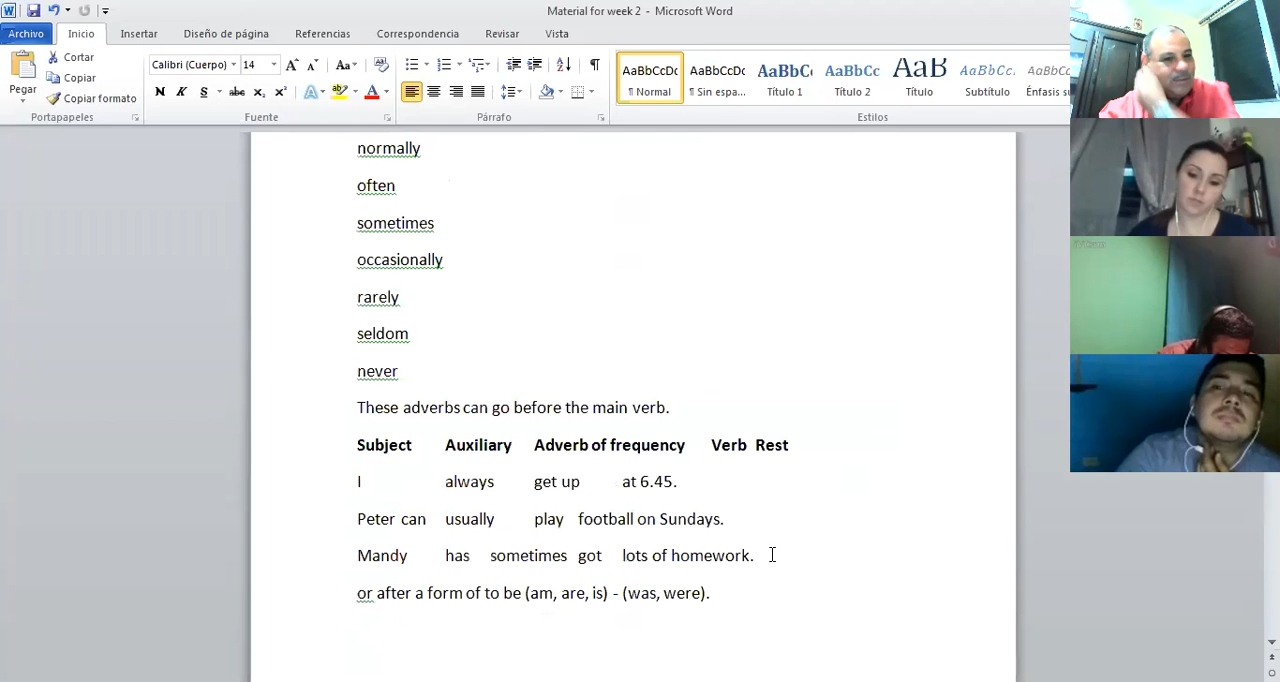 Material for week 2 - Microsoft Word
Archivo Inicio Insertar Diseño de página Referencias Correspondencia Revisar Vista
Pegar
Cortar
Copiar
Copiar formato
Portapapeles
Calibri (Cuerpo) 14
Fuente
Párrafo
AaBbCcDc AaBbCcDc AaBbC AaBbCc AaB AaBbCc. AaBbCc
¶ Normal ¶ Sin espa... Título 1 Título 2 Título Subtítulo Énfasis su
Estilos
normally
often
sometimes
occasionally
rarely
seldom
never
These adverbs can go before the main verb.
Subject Auxiliary Adverb of frequency Verb Rest
I always get up at 6.45.
Peter can usually play football on Sundays.
Mandy has sometimes got lots of homework.
or after a form of to be (am, are, is) - (was, were).